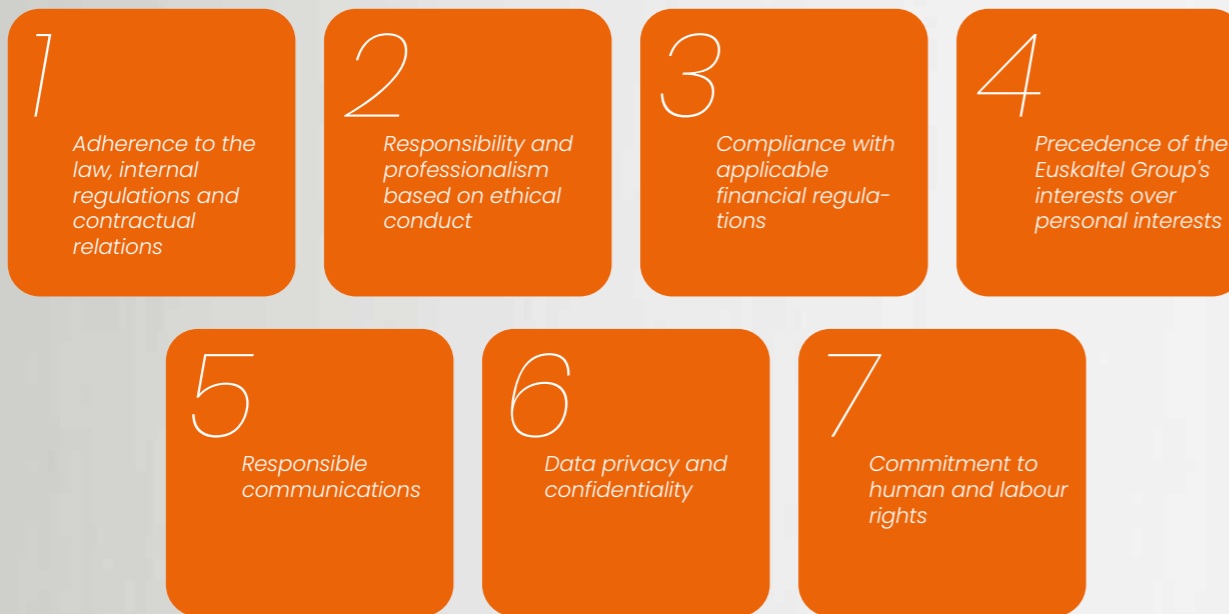 1
Adherence to the
law, internal
regulations and
contractual
relations
2
Responsibility and
professionalism
based on ethical
conduct
3
Compliance with
applicable
financial regula-
tions
4
Precedence of the
Euskaltel Group's
interests over
personal interests
5
Responsible
communications
6
Data privacy and
confidentiality
7
Commitment to
human and labour
rights